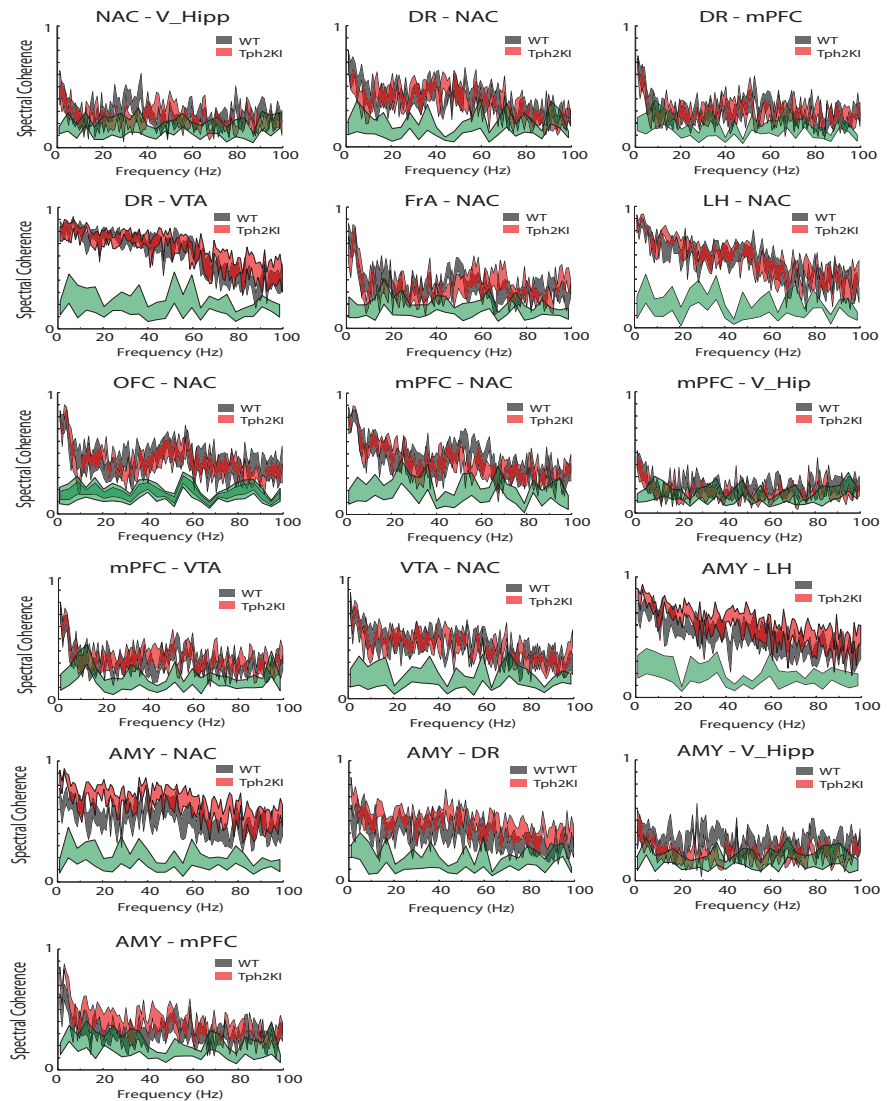 NAC - V_Hipp
WT
Tph2KI
Spectral Coherence
1
0
0 20 40 60 80 100
Frequency (Hz)
DR - NAC
WT
Tph2KI
1
0
0 20 40 60 80 100
Frequency (Hz)
DR - mPFC
WT
Tph2KI
1
0
0 20 40 60 80 100
Frequency (Hz)
DR - VTA
WT
Tph2KI
Spectral Coherence
1
0
0 20 40 60 80 100
Frequency (Hz)
FrA - NAC
WT
Tph2KI
1
0
0 20 40 60 80 100
Frequency (Hz)
LH - NAC
WT
Tph2KI
1
0
0 20 40 60 80 100
Frequency (Hz)
OFC - NAC
WT
Tph2KI
Spectral Coherence
1
0
0 20 40 60 80 100
Frequency (Hz)
mPFC - NAC
WT
Tph2KI
1
0
0 20 40 60 80 100
Frequency (Hz)
mPFC - V_Hip
WT
Tph2KI
1
0
0 20 40 60 80 100
Frequency (Hz)
mPFC - VTA
WT
Tph2KI
Spectral Coherence
1
0
0 20 40 60 80 100
Frequency (Hz)
VTA - NAC
WT
Tph2KI
1
0
0 20 40 60 80 100
Frequency (Hz)
AMY - LH
Tph2KI
1
0
0 20 40 60 80 100
Frequency (Hz)
AMY - NAC
WT
Tph2KI
Spectral Coherence
1
0
0 20 40 60 80 100
Frequency (Hz)
AMY - DR
WTWT
Tph2KI
1
0
0 20 40 60 80 100
Frequency (Hz)
AMY - V_Hipp
WT
Tph2KI
1
0
0 20 40 60 80 100
Frequency (Hz)
AMY - mPFC
WT
Tph2KI
Spectral Coherence
1
0
0 20 40 60 80 100
Frequency (Hz)